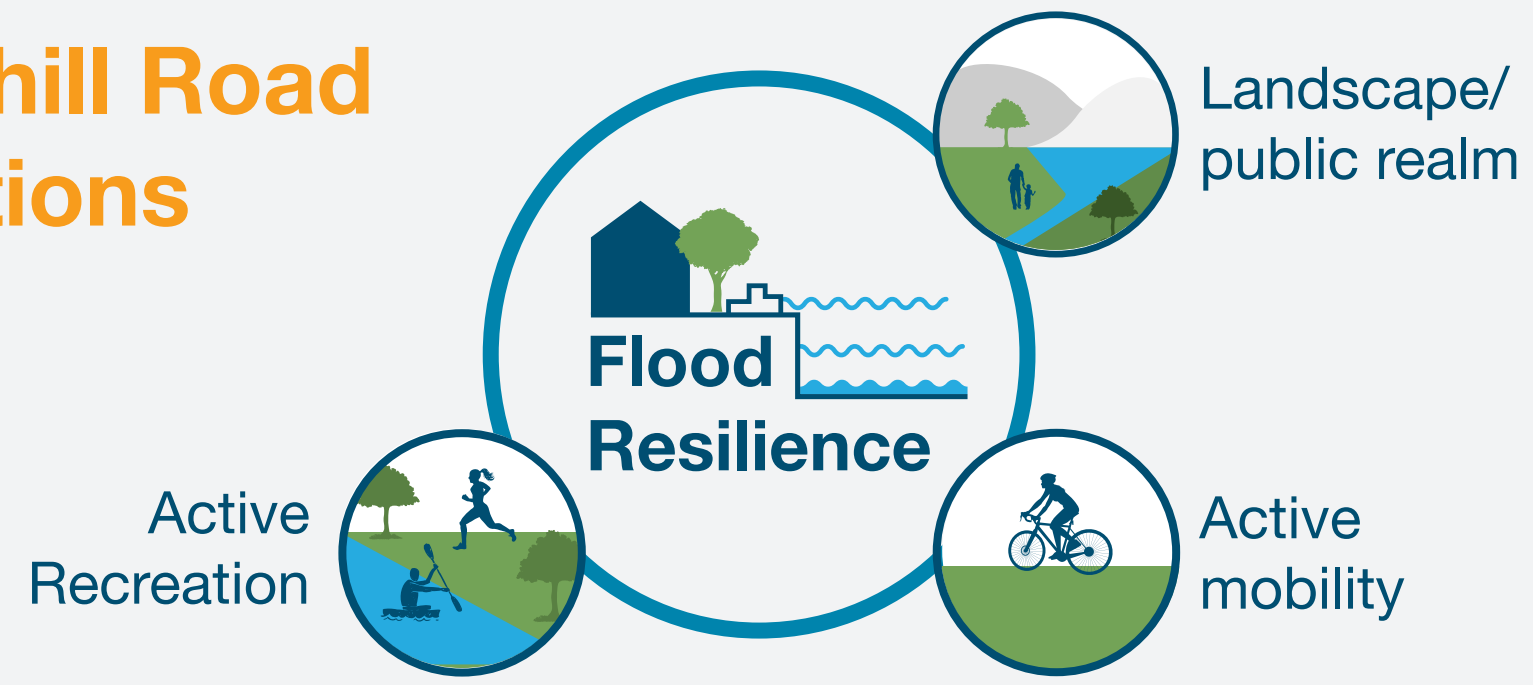 hill Road
tions
Landscape/
public realm
Flood
Resilience
Active
Recreation
Active
mobility